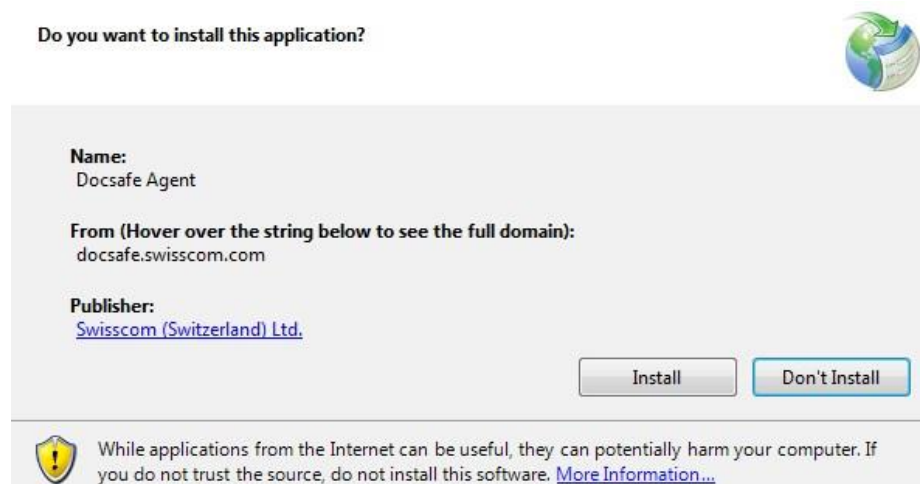 Do you want to install this application?
Name:
Docsafe Agent
From (Hover over the string below to see the full domain):
docsafe.swisscom.com
Publisher:
Swisscom (Switzerland) Ltd.
Install
Don't Install
While applications from the Internet can be useful, they can potentially harm your computer. If
you do not trust the source, do not install this software. More Information...